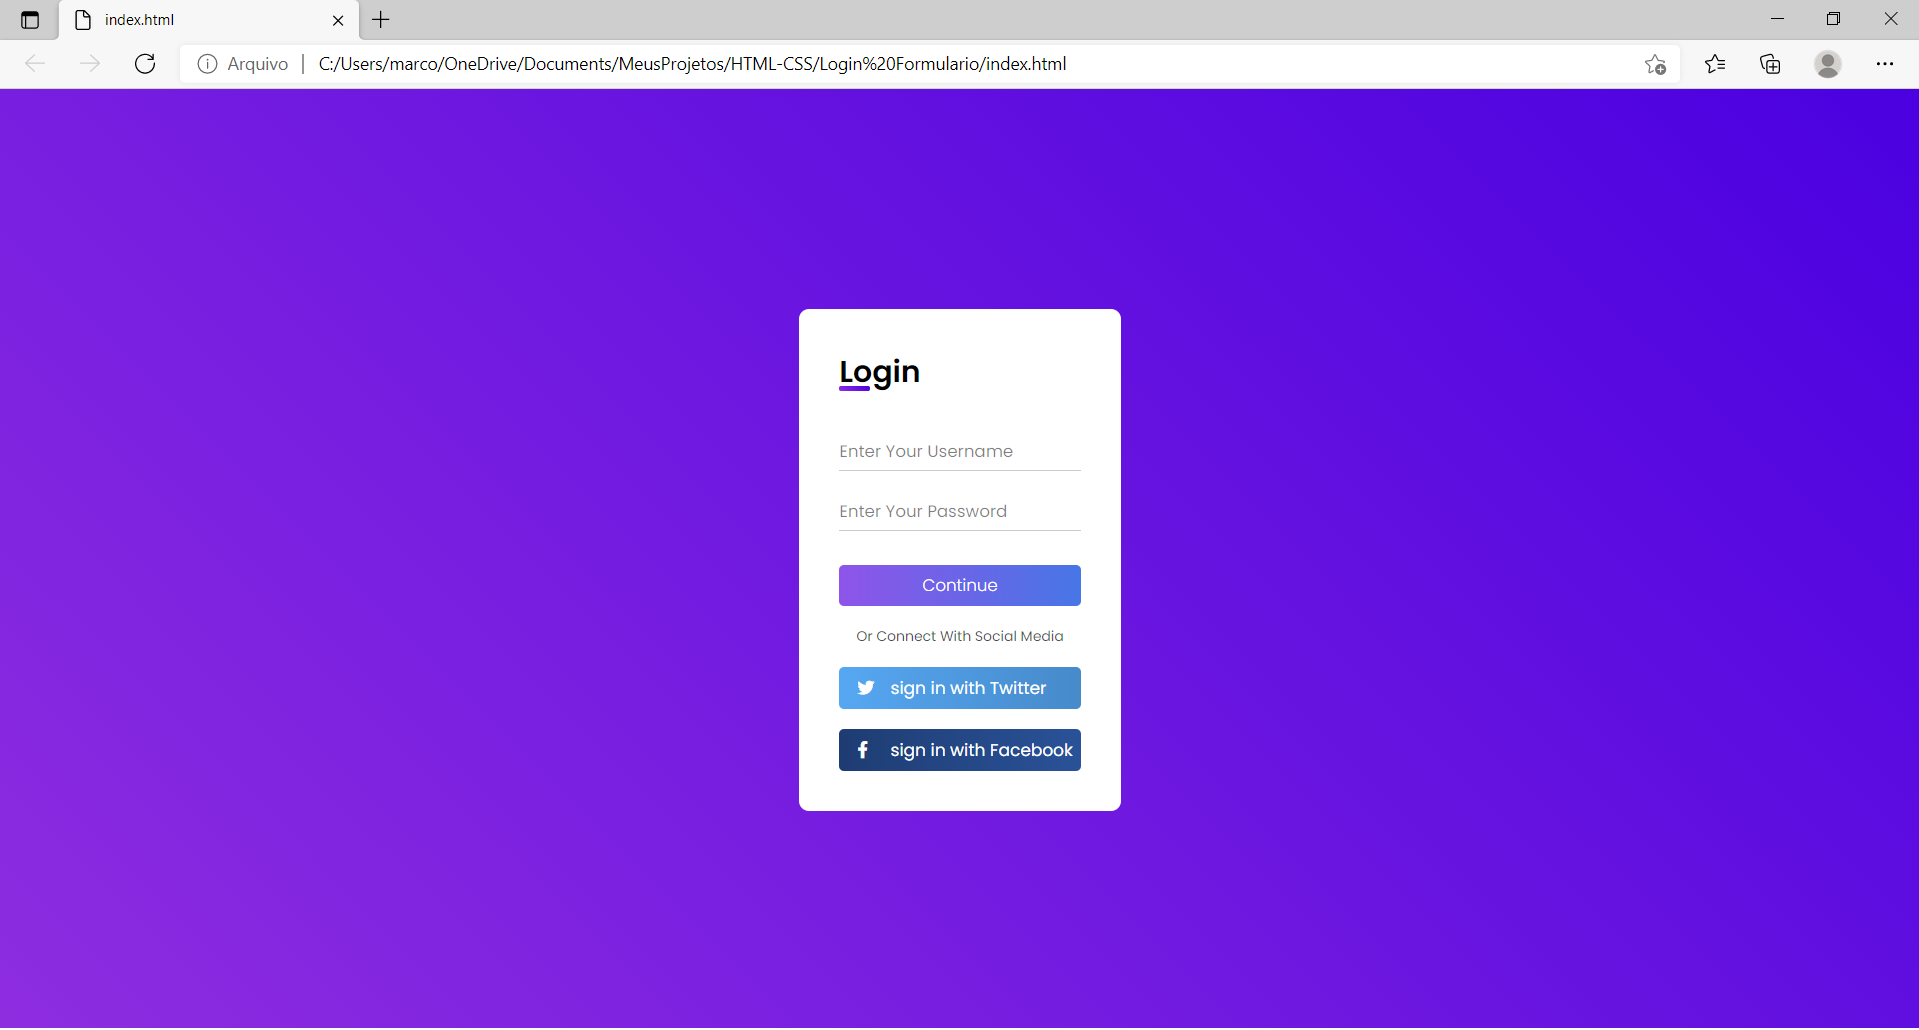 index.html
Arquivo C:/Users/marco/OneDrive/Documents/MeusProjetos/HTML-CSS/Login%20Formulario/index.html
Login
Enter Your Username
Enter Your Password
Continue
Or Connect With Social Media
sign in with Twitter
sign in with Facebook